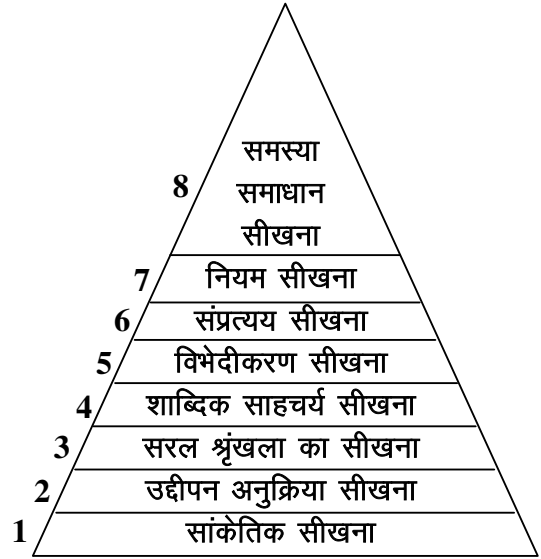 समस्या
8 समाधान
सीखना
7 नियम सीखना
6 संप्रत्यय सीखना
5 विभेदीकरण सीखना
4 शाब्दिक साहचर्य सीखना
3 सरल श्रृंखला का सीखना
2 उद्दीपन अनुक्रिया सीखना
1 सांकेतिक सीखना